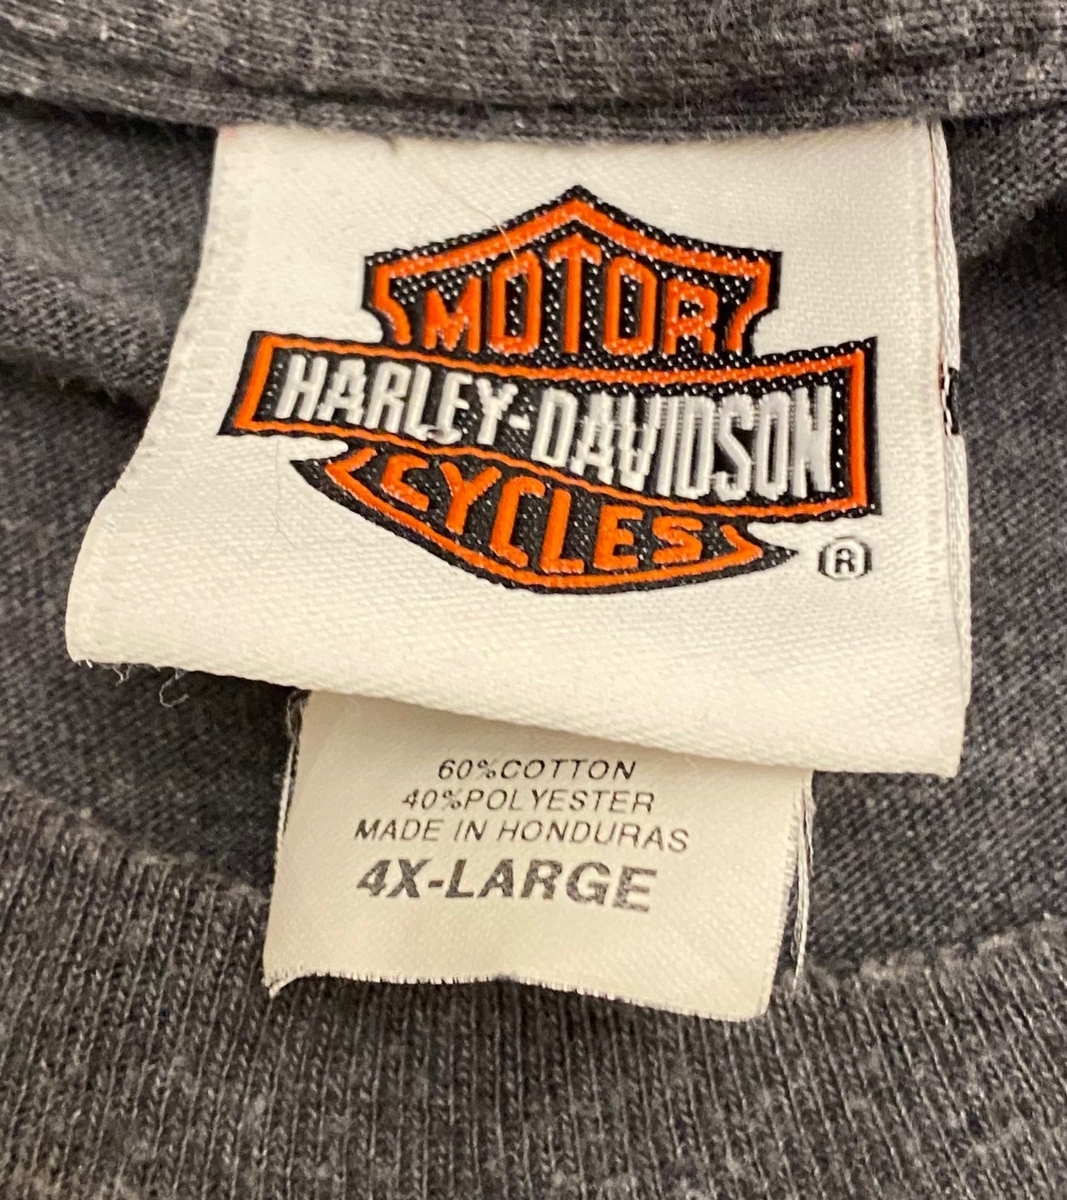 MOTOR
HARLEY-DAVIDSON
CYCLES
®
60%COTTON
40%POLYESTER
MADE IN HONDURAS
4X-LARGE